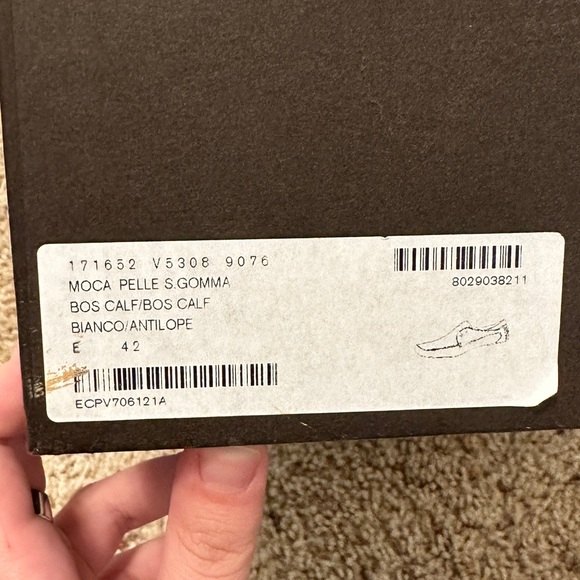 171652 V5308 9076
MOCA PELLE S.GOMMA
BOS CALF/BOS CALF
BIANCO/ANTILOPE
E 42
ECPV706121A
8029038211